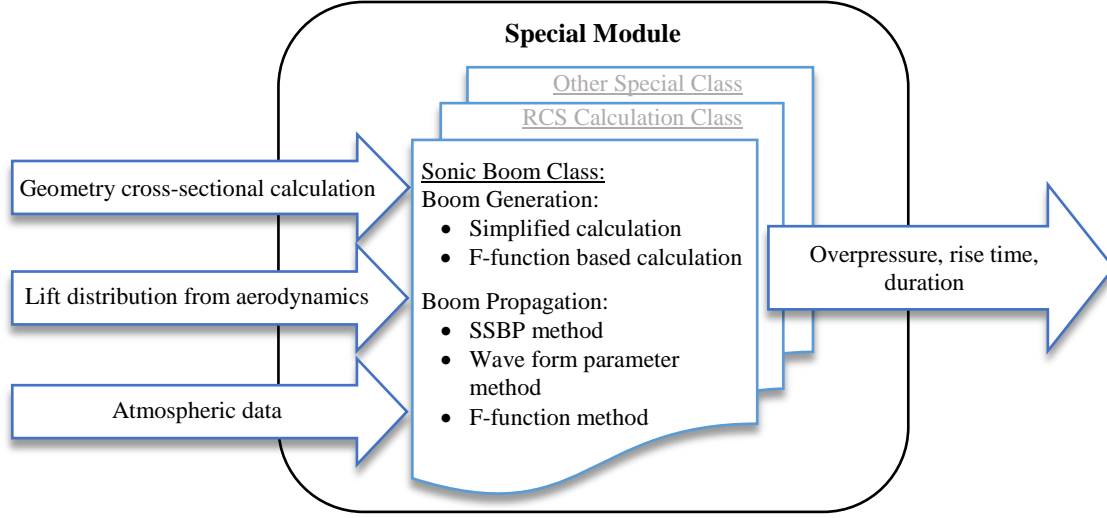 Special Module
Other Special Class
RCS Calculation Class
Geometry cross-sectional calculation
Lift distribution from aerodynamics
Atmospheric data
Sonic Boom Class:
Boom Generation:
• Simplified calculation
• F-function based calculation
Boom Propagation:
• SSBP method
• Wave form parameter
method
• F-function method
Overpressure, rise time,
duration